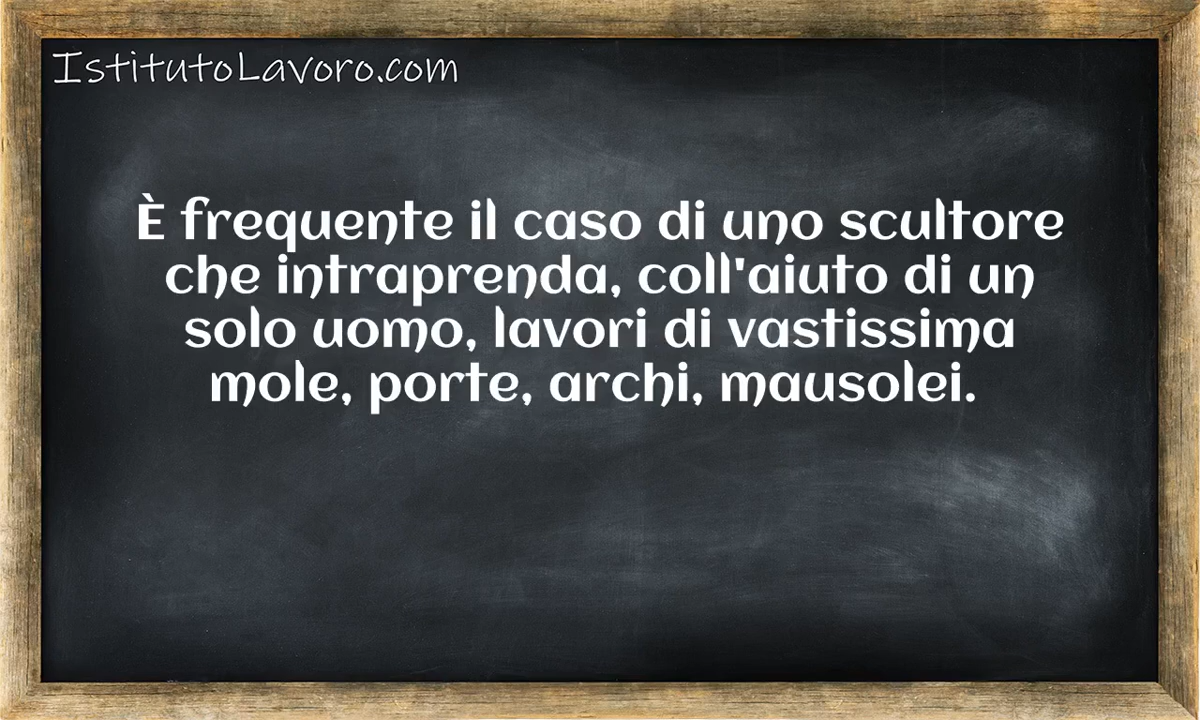 IstitutoLavoro.com
È frequente il caso di uno scultore
che intraprenda, coll'aiuto di un
solo uomo, lavori di vastissima
mole, porte, archi, mausolei.